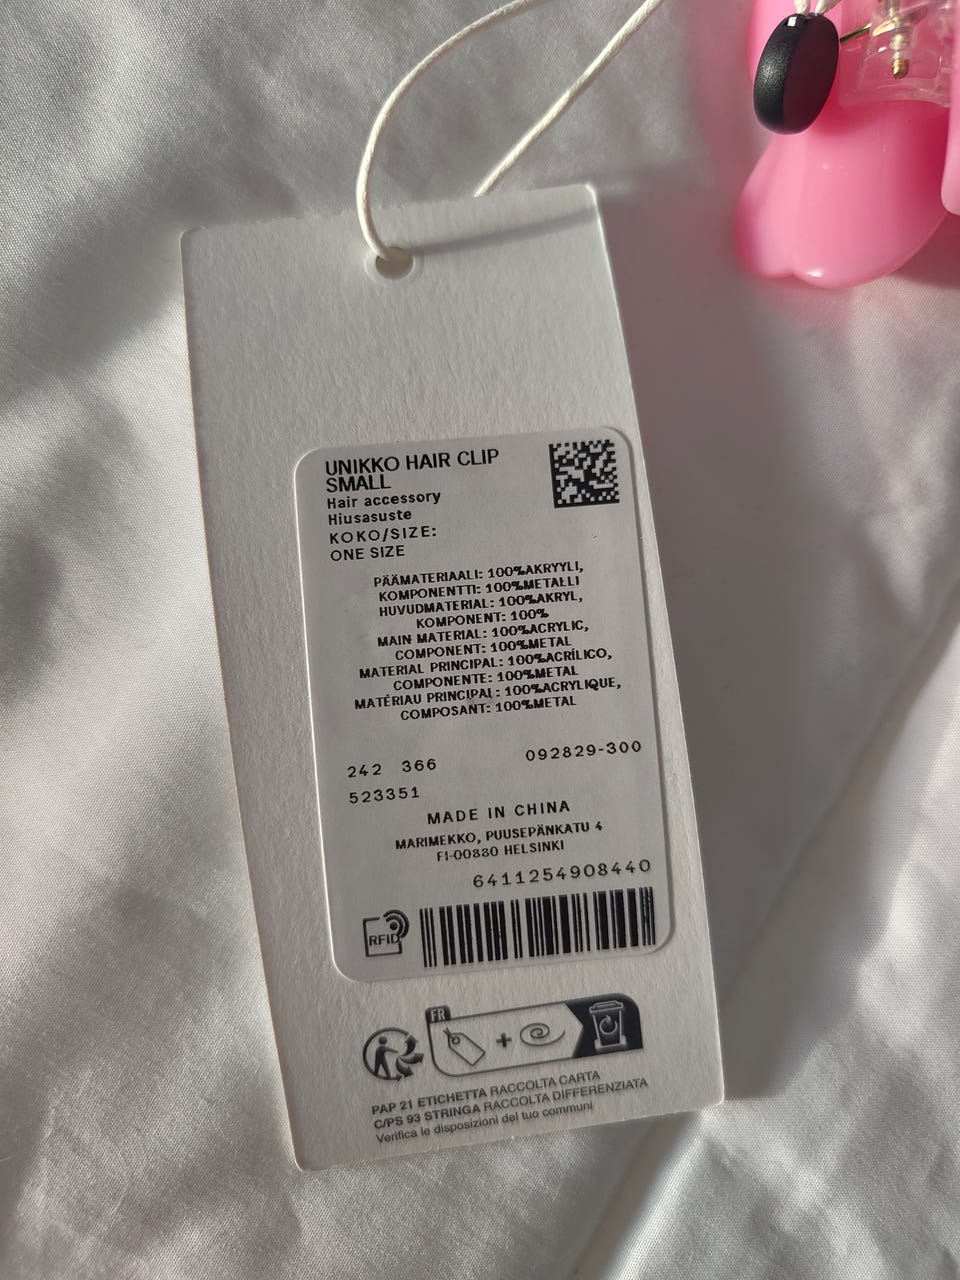 UNIKKO HAIR CLIP
SMALL
Hair accessory
Hiusasuste
KOKO/SIZE:
ONE SIZE
PÄÄMATERIAALI: 100%AKRYYLI,
KOMPONENTTI: 100%METALLI
HUVUDMATERIAL: 100%AKRYL,
KOMPONENT: 100%
MAIN MATERIAL: 100%ACRYLIC,
COMPONENT: 100%METAL
MATERIAL PRINCIPAL: 100%ACRÍLICO,
COMPONENTE: 100%METAL
MATÉRIAU PRINCIPAL: 100%ACRYLIQUE,
COMPOSANT: 100%METAL
242 366 092829-300
523351
MADE IN CHINA
MARIMEKKO, PUUSEPÄNKATU 4
FI-00880 HELSINKI
6411254908440
RFID
FR
+
PAP 21 ETICHETTA RACCOLTA CARTA
C/PS 93 STRINGA RACCOLTA DIFFERENZIATA
Verifica le disposizioni del tuo communi